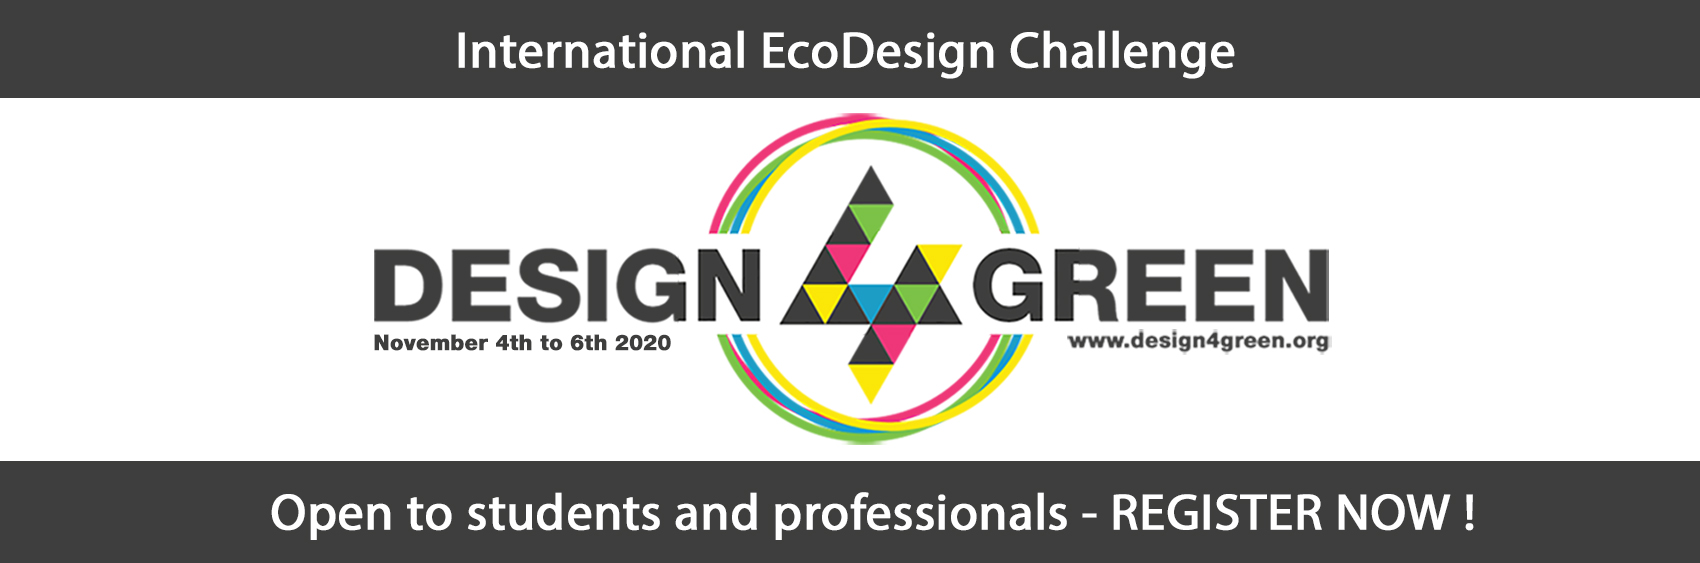 International EcoDesign Challenge
DESIGN 4 GREEN
November 4th to 6th 2020
www.design4green.org
Open to students and professionals - REGISTER NOW !